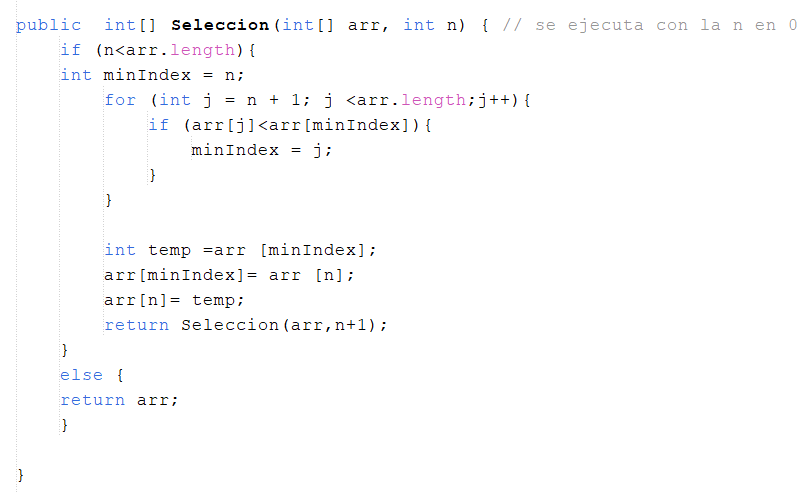 public  int[] Seleccion(int[] arr, int n) { // se ejecuta con la n en 0
    if (n<arr.length){
    int minIndex = n;
        for (int j = n + 1; j <arr.length;j++){
            if (arr[j]<arr[minIndex]){
                minIndex = j;
            }
        }

        int temp =arr [minIndex];
        arr[minIndex]= arr [n];
        arr[n]= temp;
        return Seleccion(arr,n+1);
    }
    else {
    return arr;
    }

}